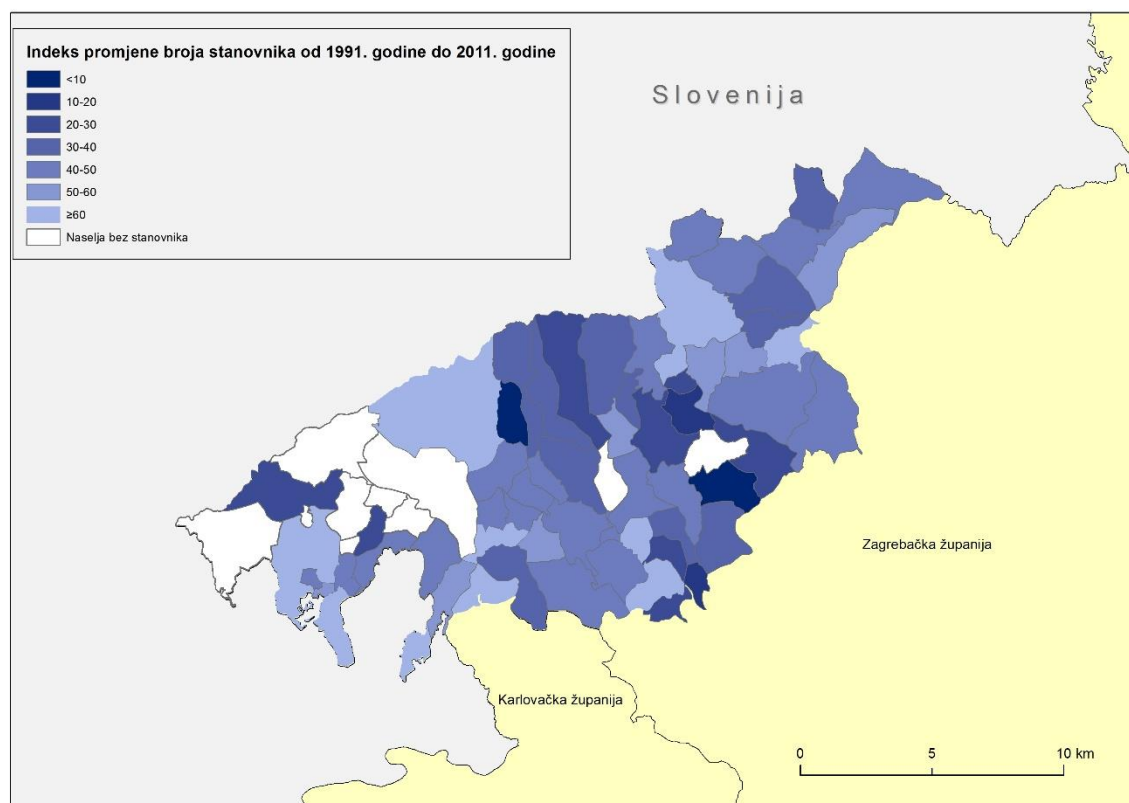 Indeks promjene broja stanovnika od 1991. godine do 2011. godine
<10
10-20
20-30
30-40
40-50
50-60
≥60
Naselja bez stanovnika
Slovenija
Zagrebačka županija
Karlovačka županija
0 5 10 km